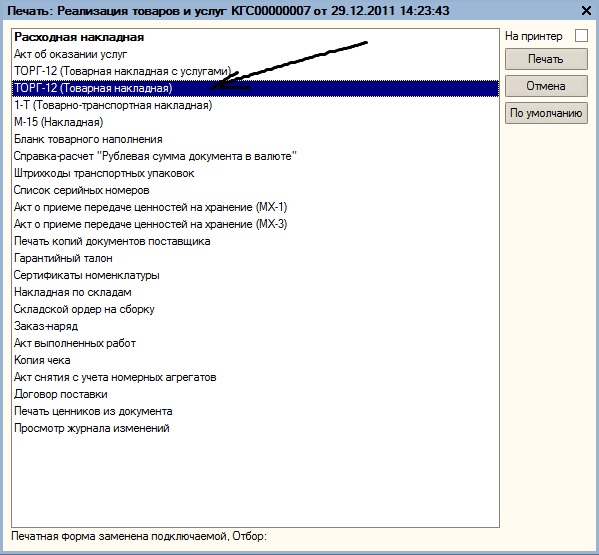 Печать: Реализация товаров и услуг КГС00000007 от 29.12.2011 14:23:43
Расходная накладная
Акт об оказании услуг
ТОРГ-12 (Товарная накладная с услугами)
ТОРГ-12 (Товарная накладная)
1-Т (Товарно-транспортная накладная)
М-15 (Накладная)
Бланк товарного наполнения
Справка-расчет "Рублевая сумма документа в валюте"
Штрихкоды транспортных упаковок
Список серийных номеров
Акт о приеме передаче ценностей на хранение (МХ-1)
Акт о приеме передаче ценностей на хранение (МХ-3)
Печать копий документов поставщика
Гарантийный талон
Сертификаты номенклатуры
Накладная по складам
Складской ордер на сборку
Заказ-наряд
Акт выполненных работ
Копия чека
Акт снятия с учета номерных агрегатов
Договор поставки
Печать ценников из документа
Просмотр журнала изменений
На принтер
Печать
Отмена
По умолчанию
Печатная форма заменена подключаемой, Отбор: